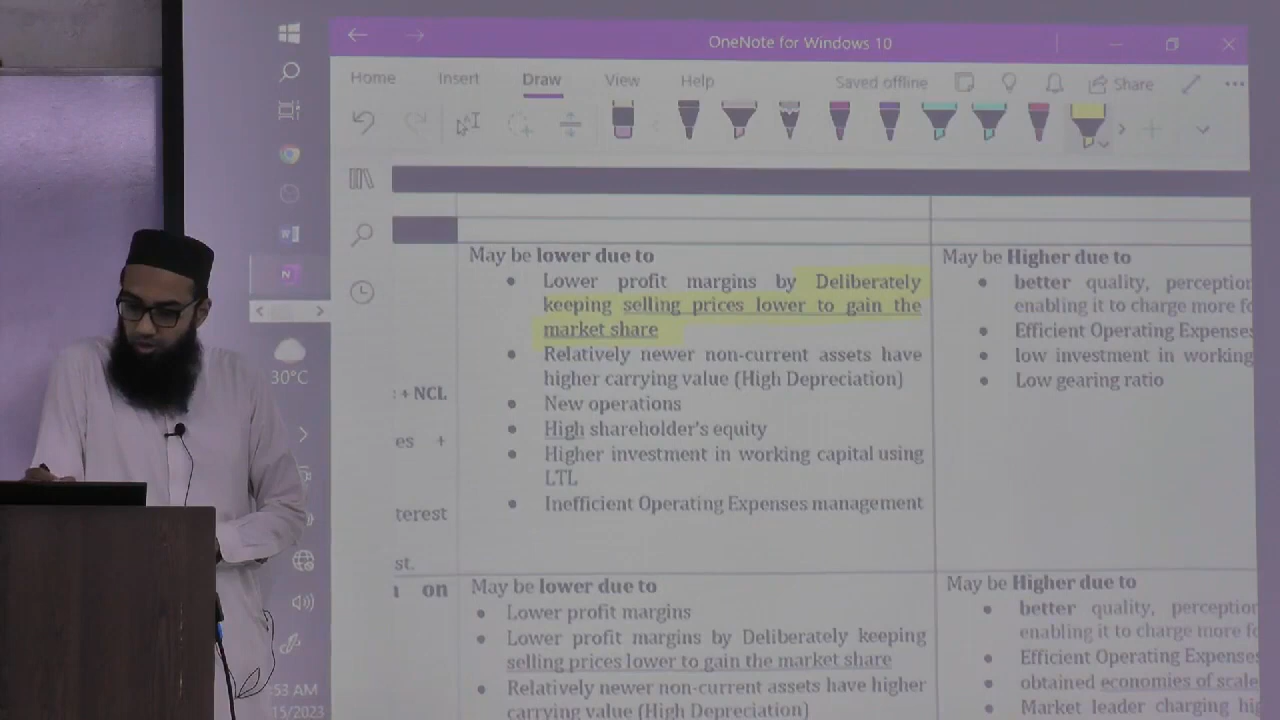 OneNote for Windows 10
Home Insert Draw View Help Saved offline Share
May be lower due to
• Lower profit margins by Deliberately
keeping selling prices lower to gain the
market share
• Relatively newer non-current assets have
higher carrying value (High Depreciation)
• New operations
• High shareholder's equity
• Higher investment in working capital using
LTL
• Inefficient Operating Expenses management
May be Higher due to
• better quality, perception
enabling it to charge more
• Efficient Operating Expenses
• low investment in working
• Low gearing ratio
+ NCL
es +
terest
st.
on
May be lower due to
• Lower profit margins
• Lower profit margins by Deliberately keeping
selling prices lower to gain the market share
• Relatively newer non-current assets have higher
carrying value (High Depreciation)
May be Higher due to
• better quality, perception
enabling it to charge more
• Efficient Operating Expense
• obtained economies of scale
• Market leader charging
30°C
:53 AM
15/2023